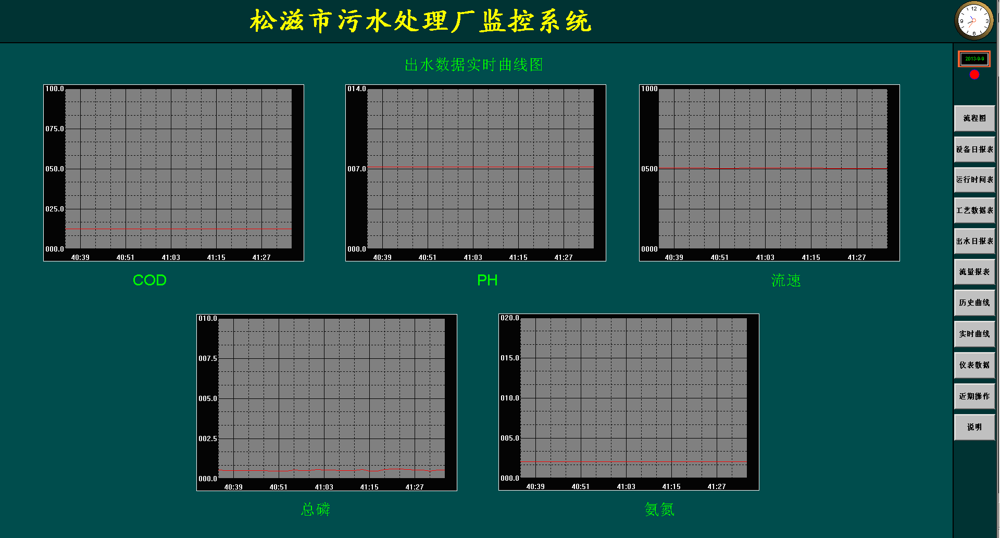 松滋市污水处理厂监控系统
12
9 3
6
2013-9-9
出水数据实时曲线图
100.0
075.0
050.0
025.0
000.0
40:39 40:51 41:03 41:15 41:27
COD
014.0
007.0
000.0
40:39 40:51 41:03 41:15 41:27
PH
1000
0500
0000
40:39 40:51 41:03 41:15 41:27
流速
010.0
007.5
005.0
002.5
000.0
40:39 40:51 41:03 41:15 41:27
总磷
020.0
015.0
010.0
005.0
000.0
40:39 40:51 41:03 41:15 41:27
氨氮
流程图
设备日报表
运行时间表
工艺数据表
出水日报表
流量报表
历史曲线
实时曲线
仪表数据
近期操作
说明